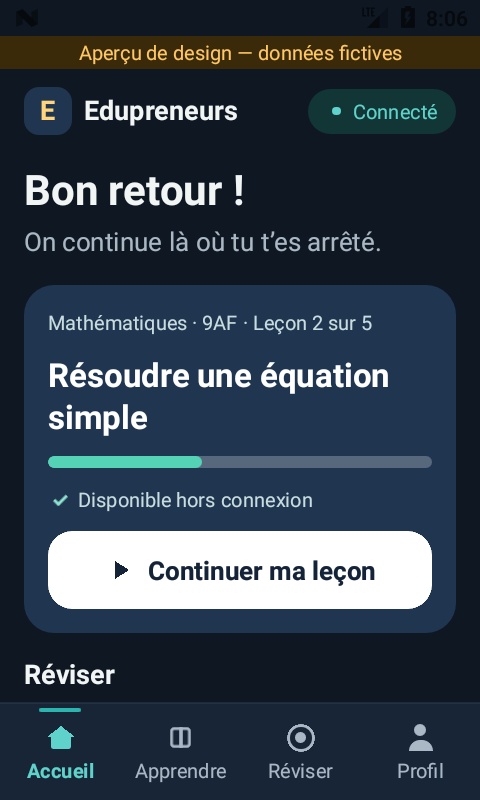 LTE 8:06
Aperçu de design — données fictives
E Edupreneurs Connecté
Bon retour !
On continue là où tu t’es arrêté.
Mathématiques · 9AF · Leçon 2 sur 5
Résoudre une équation
simple
Disponible hors connexion
Continuer ma leçon
Réviser
Accueil Apprendre Réviser Profil